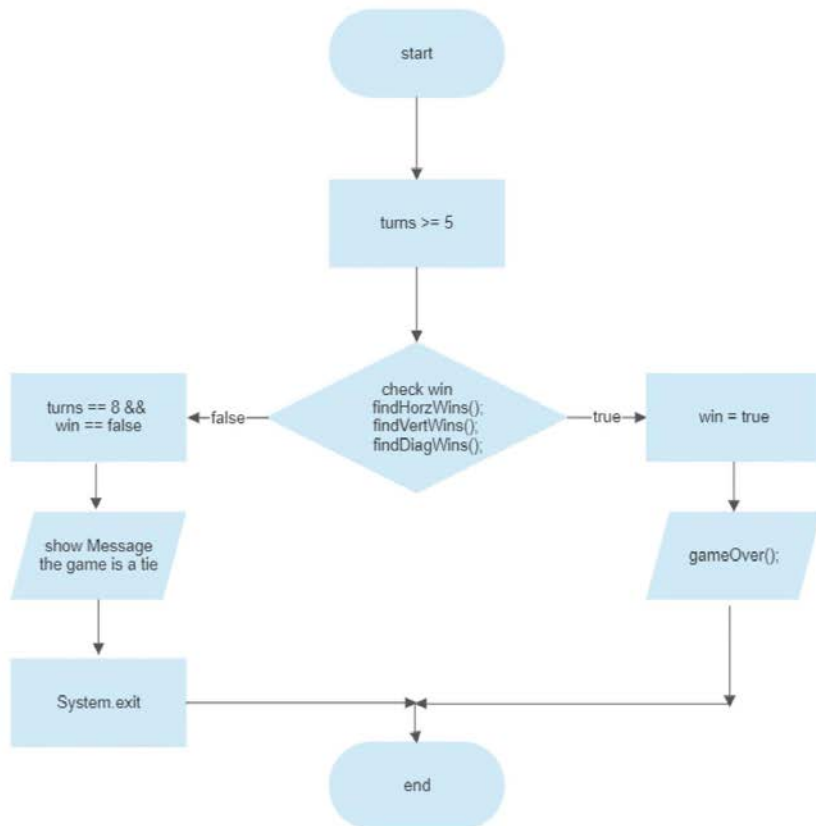 start
turns >= 5
check win
findHorzWins();
findVertWins();
findDiagWins();
false
true
turns == 8 &&
win == false
win = true
show Message
the game is a tie
gameOver();
System.exit
end